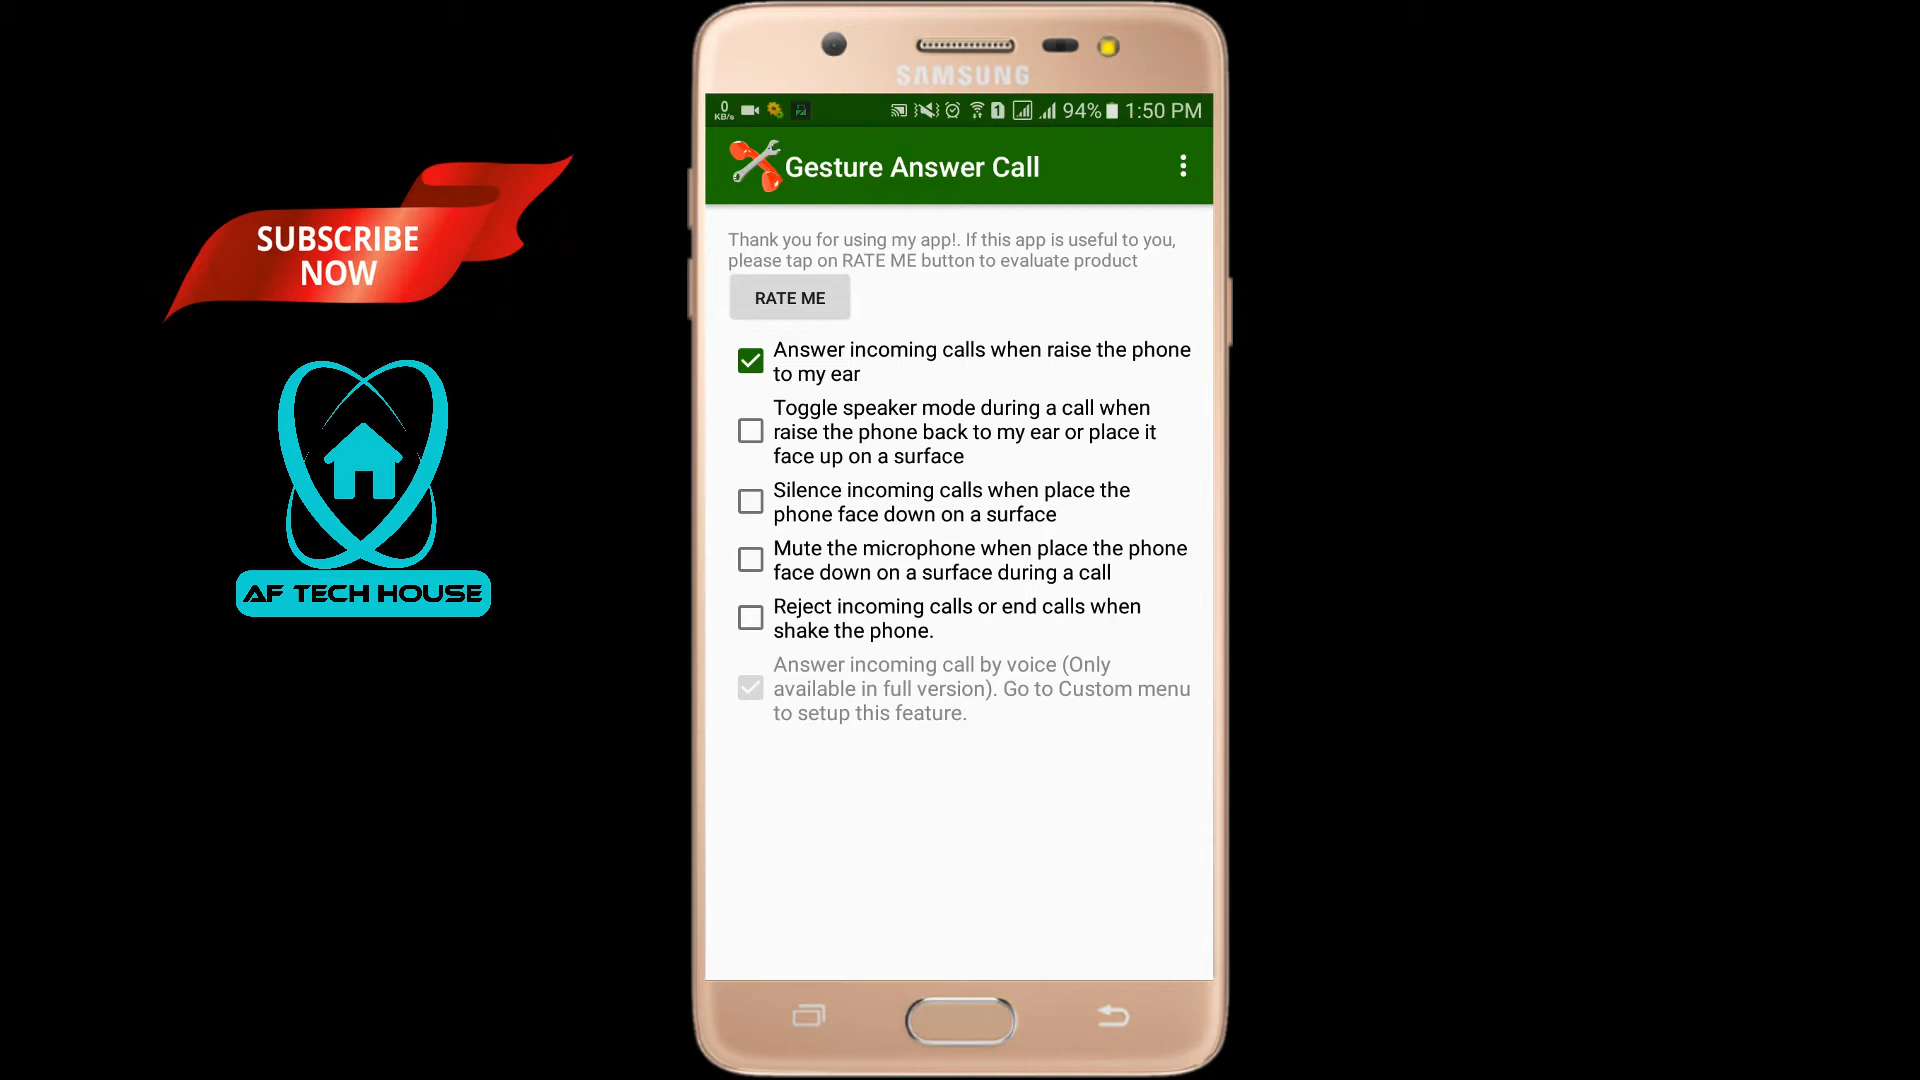 SUBSCRIBE
NOW
AF TECH HOUSE
SAMSUNG
0
KB/s
1
94%
1:50 PM
Gesture Answer Call
Thank you for using my app!. If this app is useful to you,
please tap on RATE ME button to evaluate product
RATE ME
Answer incoming calls when raise the phone
to my ear
Toggle speaker mode during a call when
raise the phone back to my ear or place it
face up on a surface
Silence incoming calls when place the
phone face down on a surface
Mute the microphone when place the phone
face down on a surface during a call
Reject incoming calls or end calls when
shake the phone.
Answer incoming call by voice (Only
available in full version). Go to Custom menu
to setup this feature.